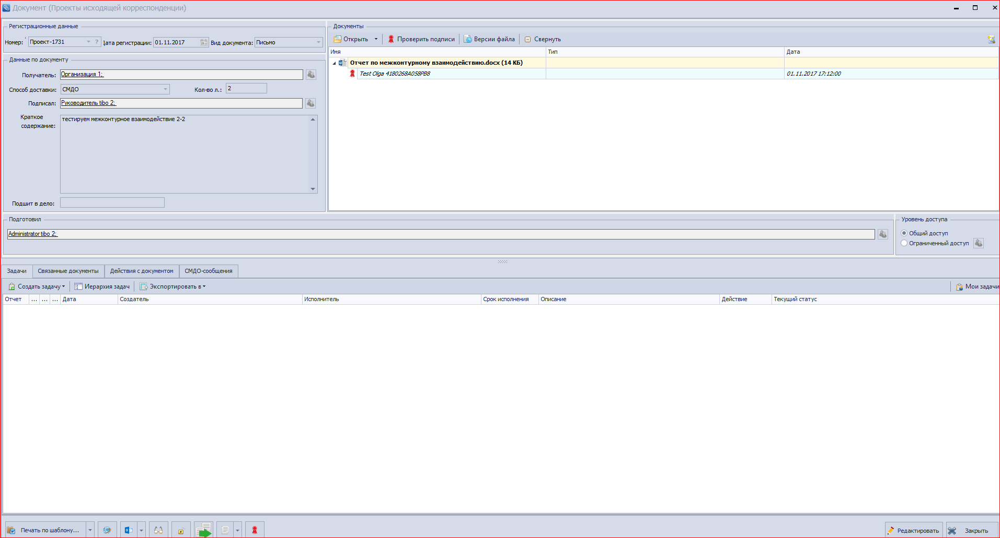 Документ (Проекты исходящей корреспонденции)
Регистрационные данные
Номер: Проект-1731 ? Дата регистрации: 01.11.2017 Вид документа: Письмо
Данные по документу
Получатель: Организация 1;
Способ доставки: СМДО Кол-во л.: 2
Подписал: Руководитель tibo 2;
Краткое
содержание: тестируем межконтурное взаимодействие 2-2
Подшит в дело:
Документы
Открыть Проверить подписи Версии файла Свернуть
Имя Тип Дата
Отчет по межконтурному взаимодействию.docx (14 КБ)
Test Olga 4180268A058PB8 01.11.2017 17:12:00
Подготовил
Administrator tibo 2;
Уровень доступа
Общий доступ
Ограниченный доступ
Задачи Связанные документы Действия с документом СМДО-сообщения
Создать задачу Иерархия задач Экспортировать в Мои задачи
Отчет ... ... ... Дата Создатель Исполнитель Срок исполнения Описание Действие Текущий статус
Печать по шаблону... Редактировать Закрыть